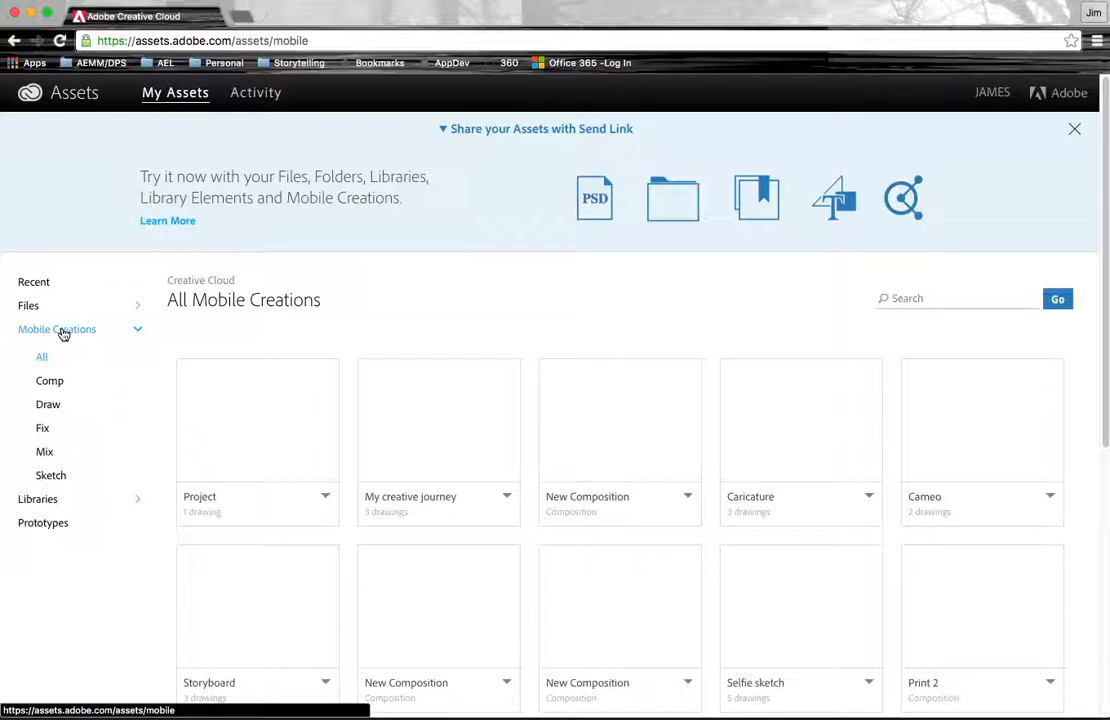 Adobe Creative Cloud
Jim
https://assets.adobe.com/assets/mobile
Apps AEMM/DPS AEL Personal Storytelling Bookmarks AppDev 360 Office 365 -Log In
Assets My Assets Activity JAMES Adobe
Share your Assets with Send Link
Try it now with your Files, Folders, Libraries,
Library Elements and Mobile Creations.
Learn More
PSD
T
Recent
Files
Mobile Creations
All
Comp
Draw
Fix
Mix
Sketch
Libraries
Prototypes
Creative Cloud
All Mobile Creations
Search Go
Project My creative journey New Composition Caricature Cameo
1 drawing 3 drawings Composition 3 drawings 2 drawings
Storyboard New Composition New Composition Selfie sketch Print 2
3 drawings Composition Composition 5 drawings Composition
https://assets.adobe.com/assets/mobile